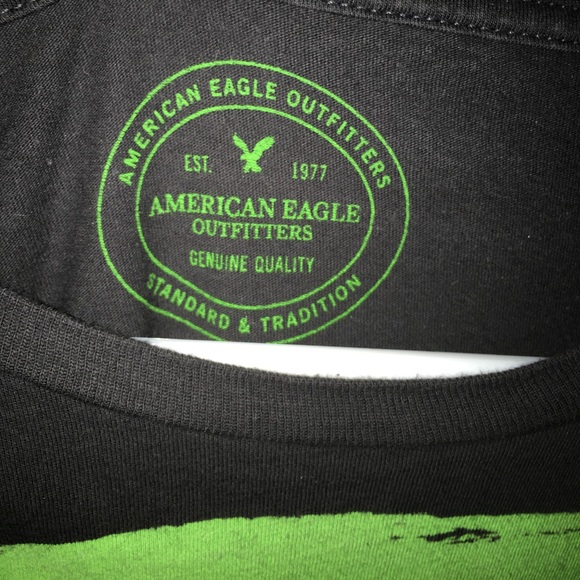 AMERICAN EAGLE OUTFITTERS
EST. 1977
AMERICAN EAGLE
OUTFITTERS
GENUINE QUALITY
STANDARD & TRADITION